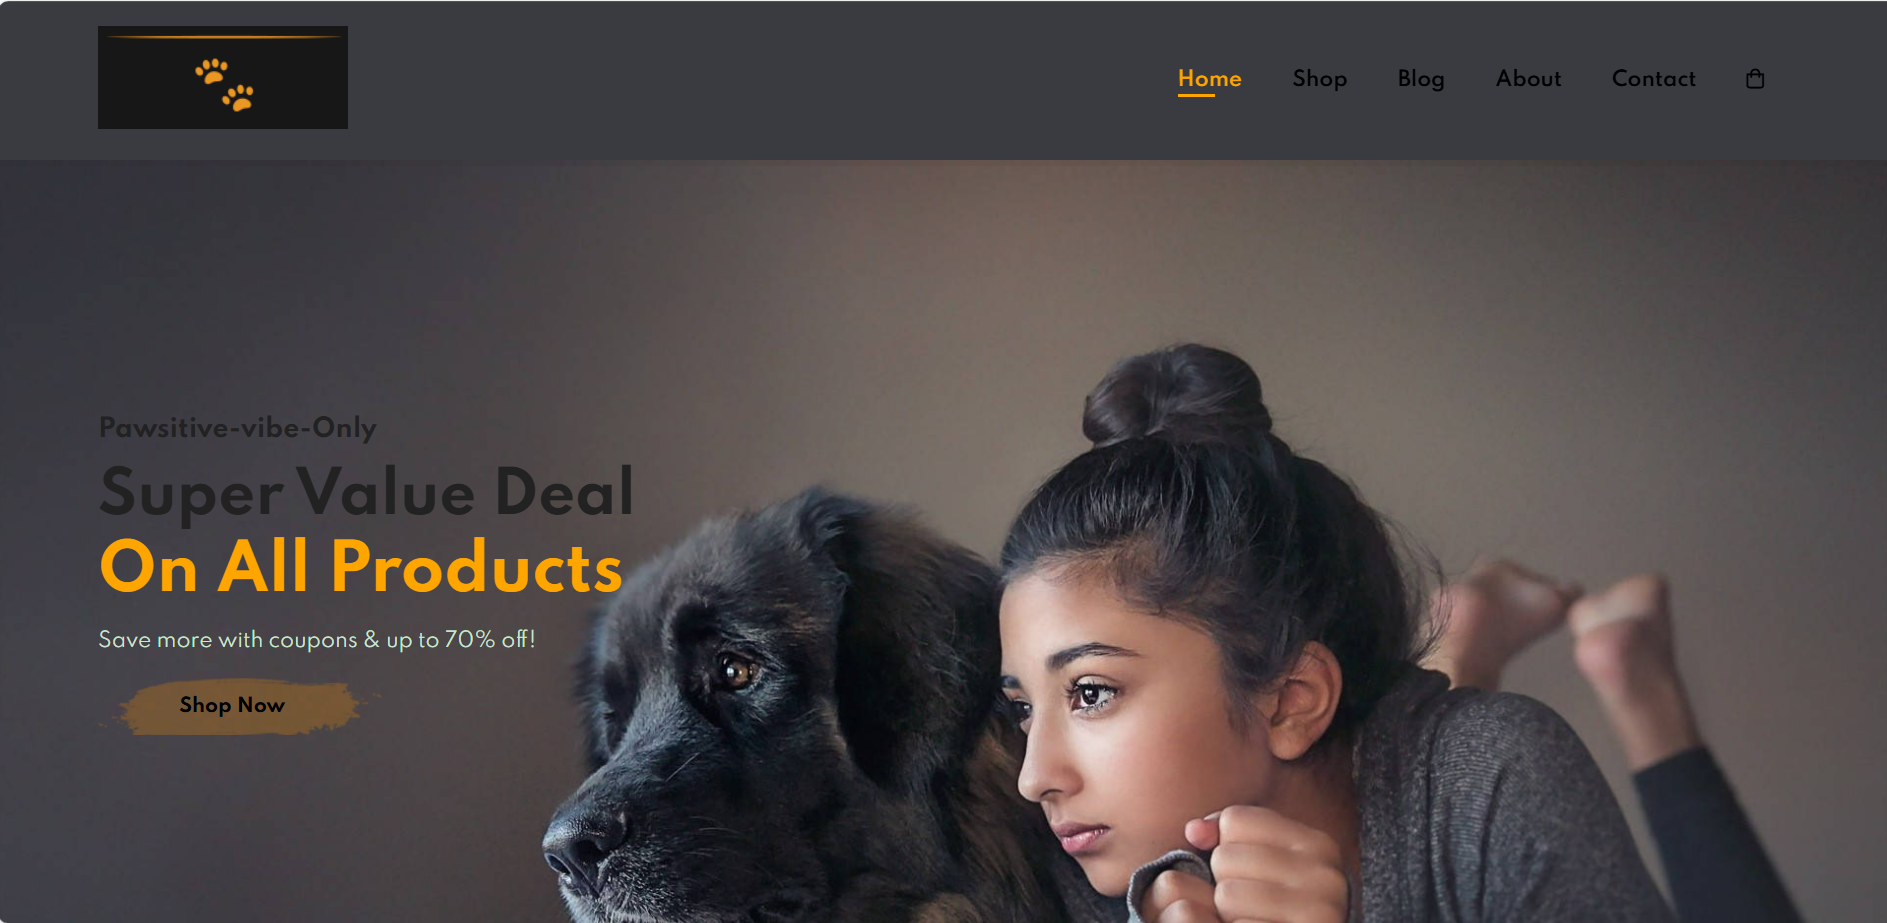 Home Shop Blog About Contact
Pawsitive-vibe-Only
Super Value Deal
On All Products
Save more with coupons & up to 70% off!
Shop Now